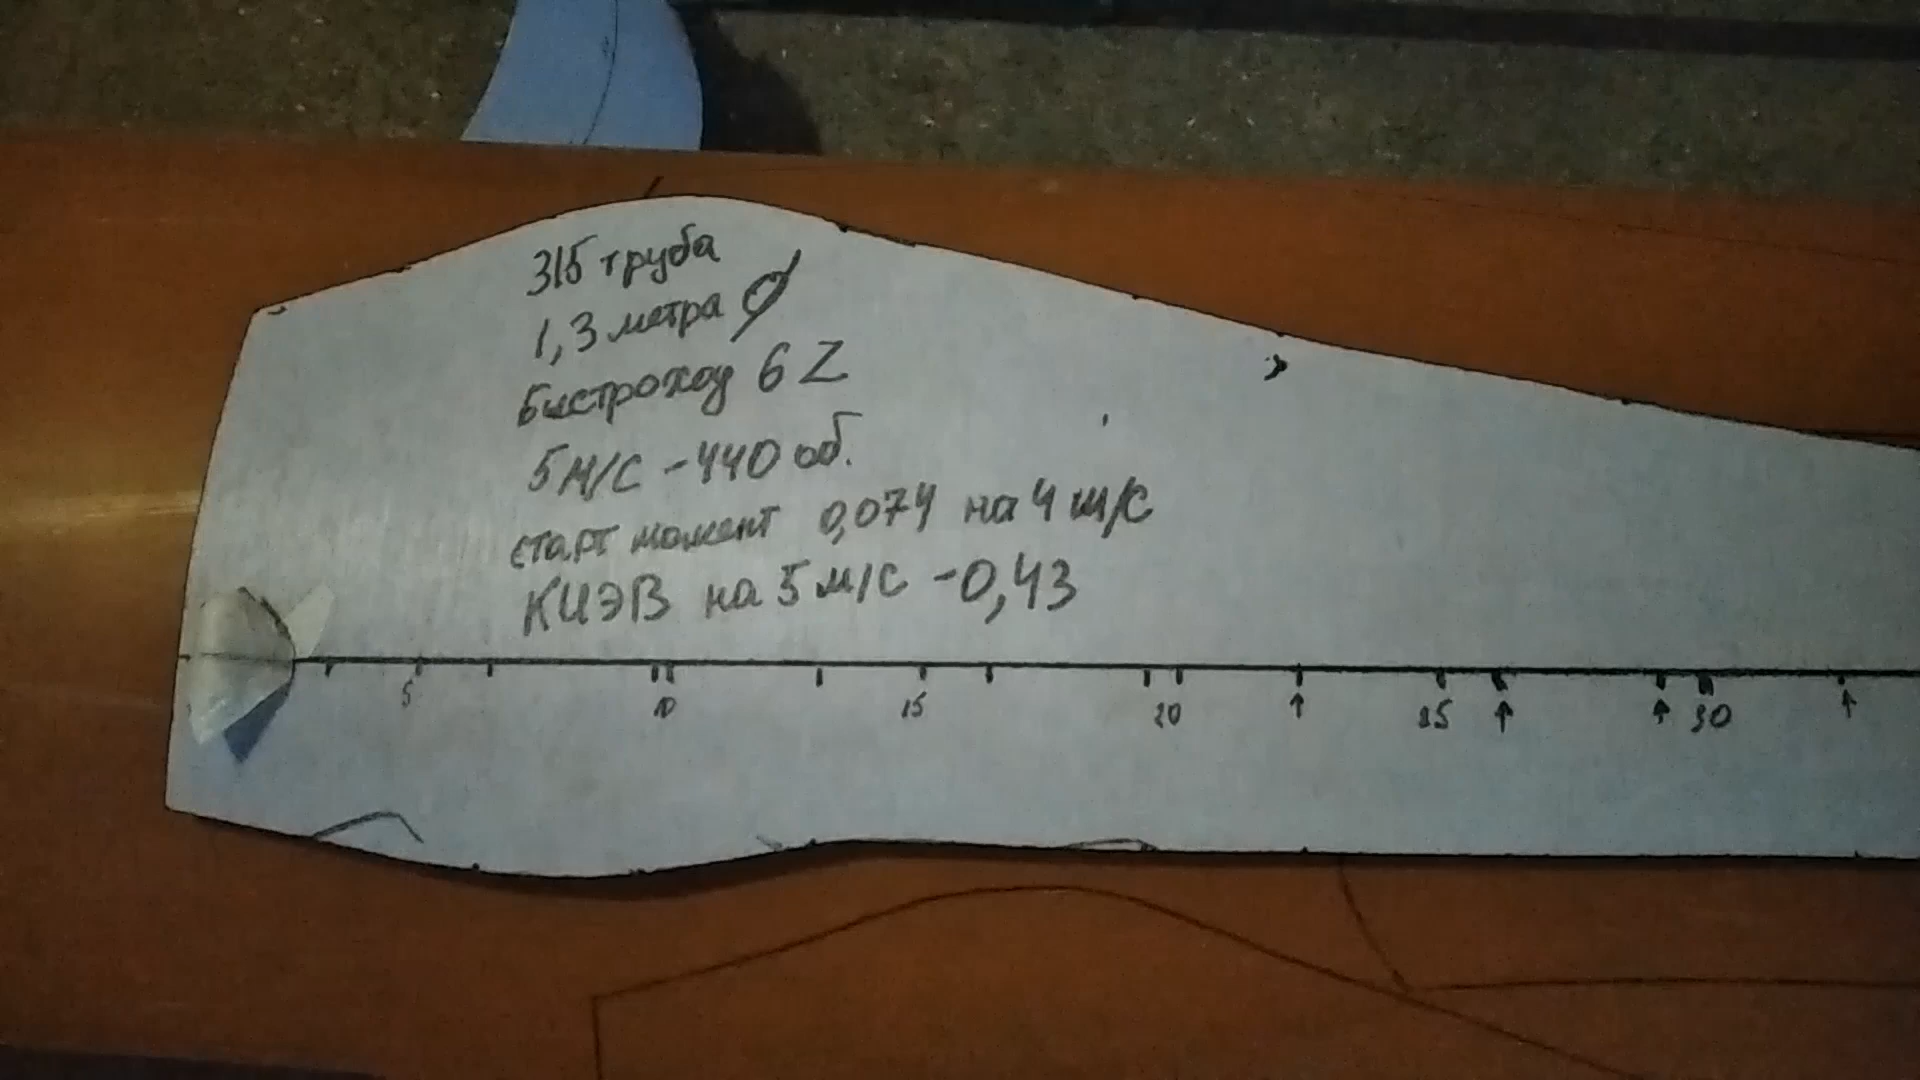 315 труба
1,3 метра Ø
Быстроход 6 Z
5 м/с - 440 об.
старт момент 0,074 на 4 м/с
КИЭВ на 5 м/с - 0,43
5 10 15 20 25 30